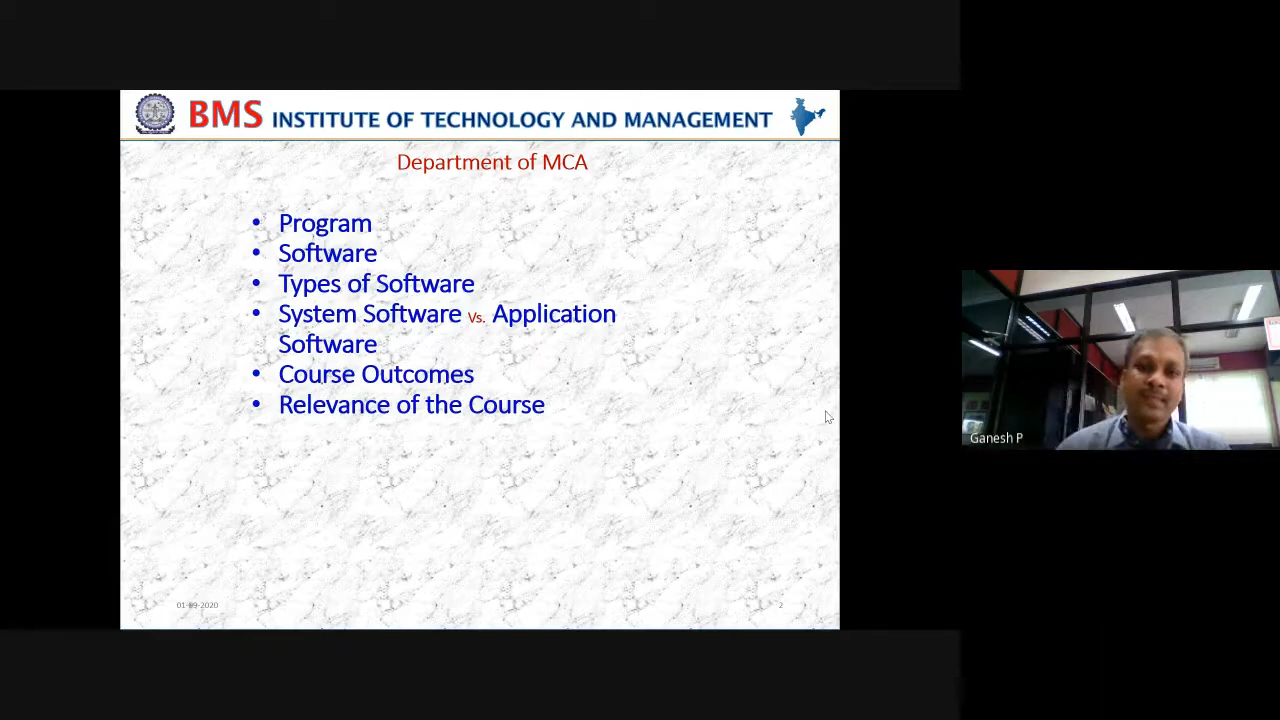 BMS INSTITUTE OF TECHNOLOGY AND MANAGEMENT
Department of MCA
• Program
• Software
• Types of Software
• System Software Vs. Application
Software
• Course Outcomes
• Relevance of the Course
Ganesh P
01-09-2020
2